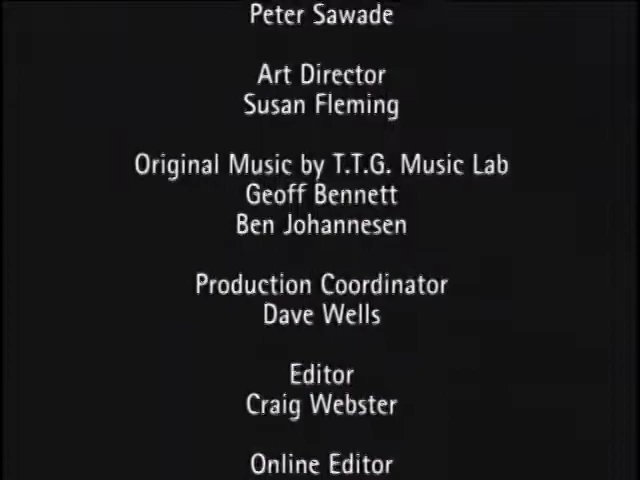 Peter Sawade
Art Director
Susan Fleming
Original Music by T.T.G. Music Lab
Geoff Bennett
Ben Johannesen
Production Coordinator
Dave Wells
Editor
Craig Webster
Online Editor